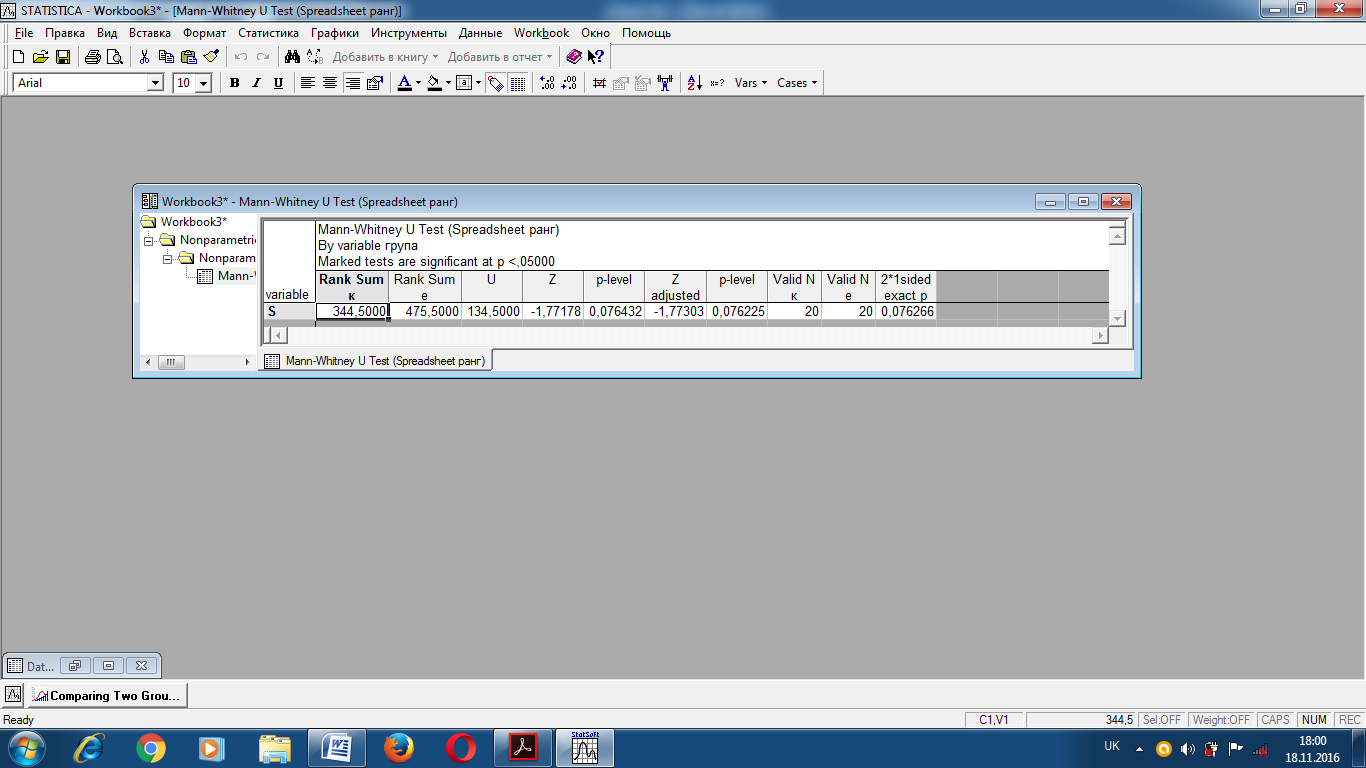 STATISTICA - Workbook3* - [Mann-Whitney U Test (Spreadsheet ранг)]
File Правка Вид Вставка Формат Статистика Графики Инструменты Данные Workbook Окно Помощь
Добавить в книгу Добавить в отчет
Arial 10 B I U Vars Cases
Workbook3* - Mann-Whitney U Test (Spreadsheet ранг)
Workbook3*
Nonparametri
Nonparam
Mann-W
Mann-Whitney U Test (Spreadsheet ранг)
By variable група
Marked tests are significant at p <,05000
variable Rank Sum к Rank Sum е U Z p-level Z adjusted p-level Valid N к Valid N е 2*1sided exact p
S 344,5000 475,5000 134,5000 -1,77178 0,076432 -1,77303 0,076225 20 20 0,076266
Mann-Whitney U Test (Spreadsheet ранг)
Dat...
Comparing Two Grou...
Ready C1,V1 344,5 Sel:OFF Weight:OFF CAPS NUM REC
StatSoft
UK 18:00
18.11.2016